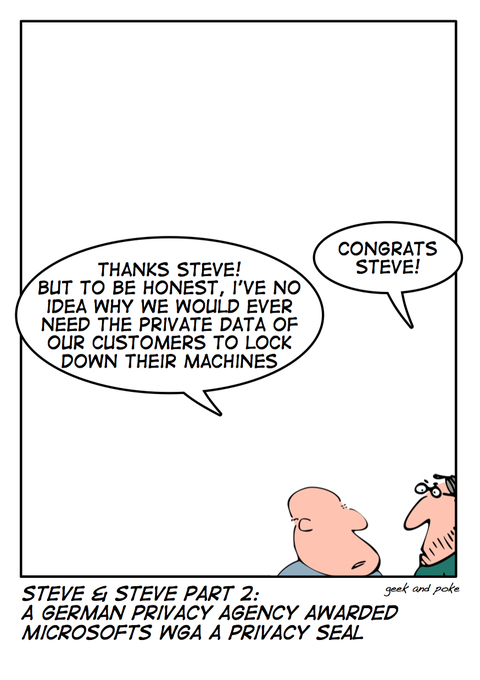 CONGRATS
STEVE!
THANKS STEVE!
BUT TO BE HONEST, I'VE NO
IDEA WHY WE WOULD EVER
NEED THE PRIVATE DATA OF
OUR CUSTOMERS TO LOCK
DOWN THEIR MACHINES
geek and poke
STEVE & STEVE PART 2:
A GERMAN PRIVACY AGENCY AWARDED
MICROSOFTS WGA A PRIVACY SEAL